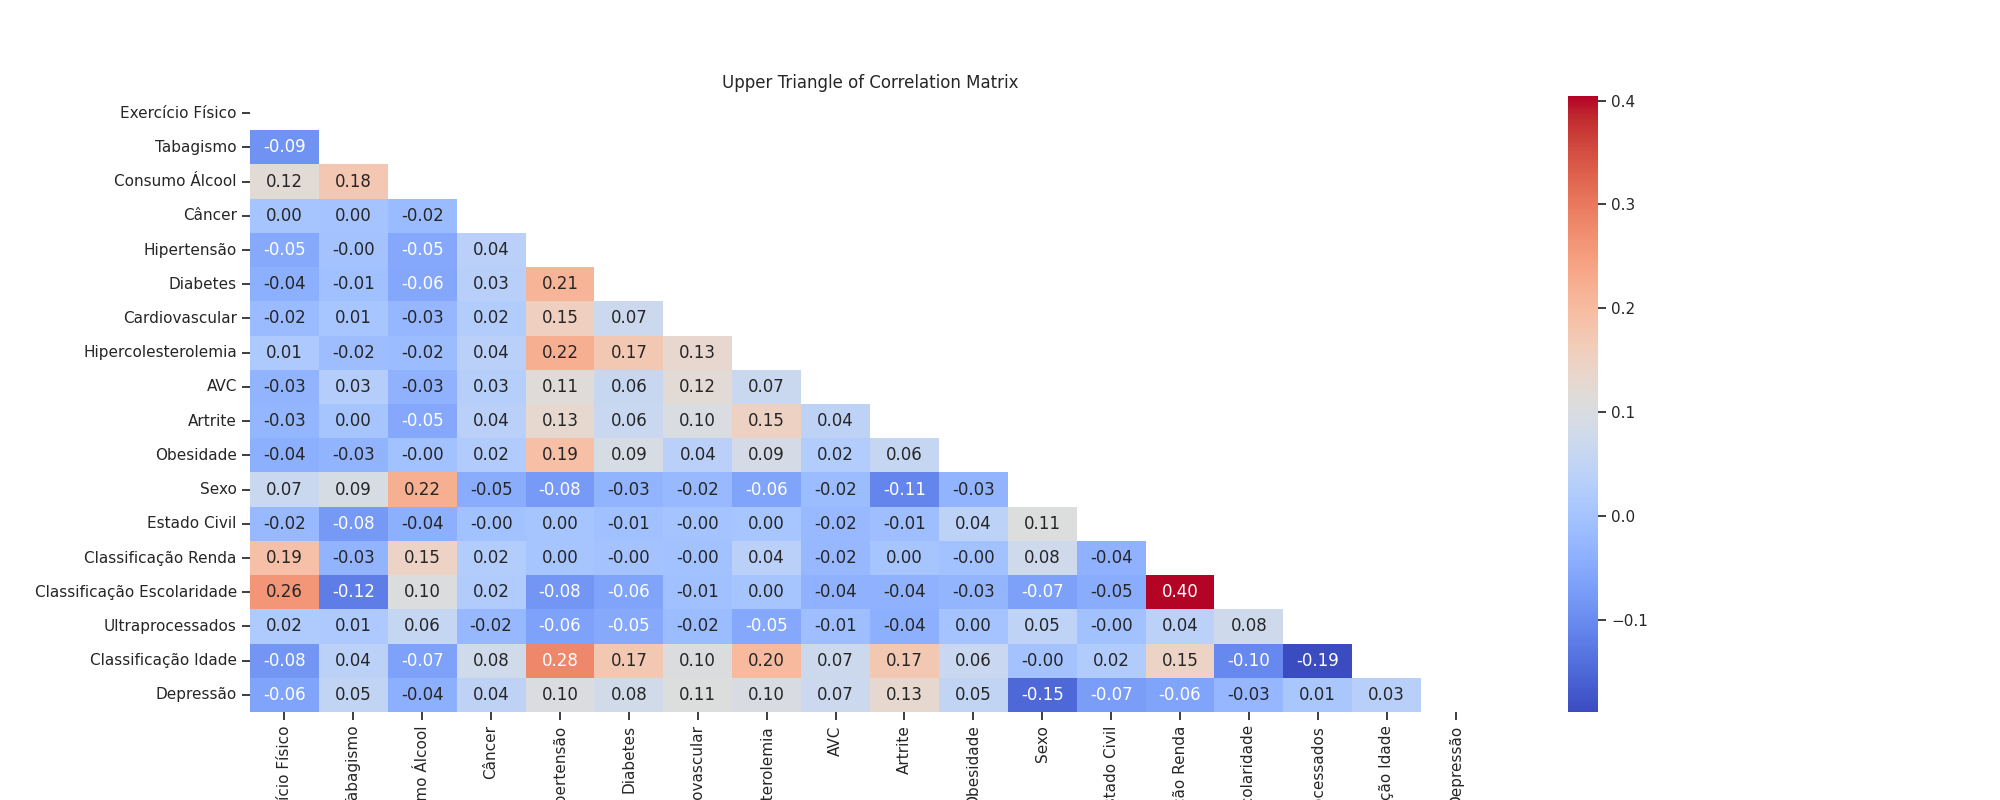 Upper Triangle of Correlation Matrix
Exercício Físico
Tabagismo -0.09
Consumo Álcool 0.12 0.18
Câncer 0.00 0.00 -0.02
Hipertensão -0.05 -0.00 -0.05 0.04
Diabetes -0.04 -0.01 -0.06 0.03 0.21
Cardiovascular -0.02 0.01 -0.03 0.02 0.15 0.07
Hipercolesterolemia 0.01 -0.02 -0.02 0.04 0.22 0.17 0.13
AVC -0.03 0.03 -0.03 0.03 0.11 0.06 0.12 0.07
Artrite -0.03 0.00 -0.05 0.04 0.13 0.06 0.10 0.15 0.04
Obesidade -0.04 -0.03 -0.00 0.02 0.19 0.09 0.04 0.09 0.02 0.06
Sexo 0.07 0.09 0.22 -0.05 -0.08 -0.03 -0.02 -0.06 -0.02 -0.11 -0.03
Estado Civil -0.02 -0.08 -0.04 -0.00 0.00 -0.01 -0.00 0.00 -0.02 -0.01 0.04 0.11
Classificação Renda 0.19 -0.03 0.15 0.02 0.00 -0.00 -0.00 0.04 -0.02 0.00 -0.00 0.08 -0.04
Classificação Escolaridade 0.26 -0.12 0.10 0.02 -0.08 -0.06 -0.01 0.00 -0.04 -0.04 -0.03 -0.07 -0.05 0.40
Ultraprocessados 0.02 0.01 0.06 -0.02 -0.06 -0.05 -0.02 -0.05 -0.01 -0.04 0.00 0.05 -0.00 0.04 0.08
Classificação Idade -0.08 0.04 -0.07 0.08 0.28 0.17 0.10 0.20 0.07 0.17 0.06 -0.00 0.02 0.15 -0.10 -0.19
Depressão -0.06 0.05 -0.04 0.04 0.10 0.08 0.11 0.10 0.07 0.13 0.05 -0.15 -0.07 -0.06 -0.03 0.01 0.03
ício Físico
abagismo
mo Álcool
Câncer
pertensão
Diabetes
ovascular
terolemia
AVC
Artrite
Obesidade
Sexo
tado Civil
ção Renda
colaridade
ocessados
ção Idade
Depressão
0.4
0.3
0.2
0.1
0.0
−0.1